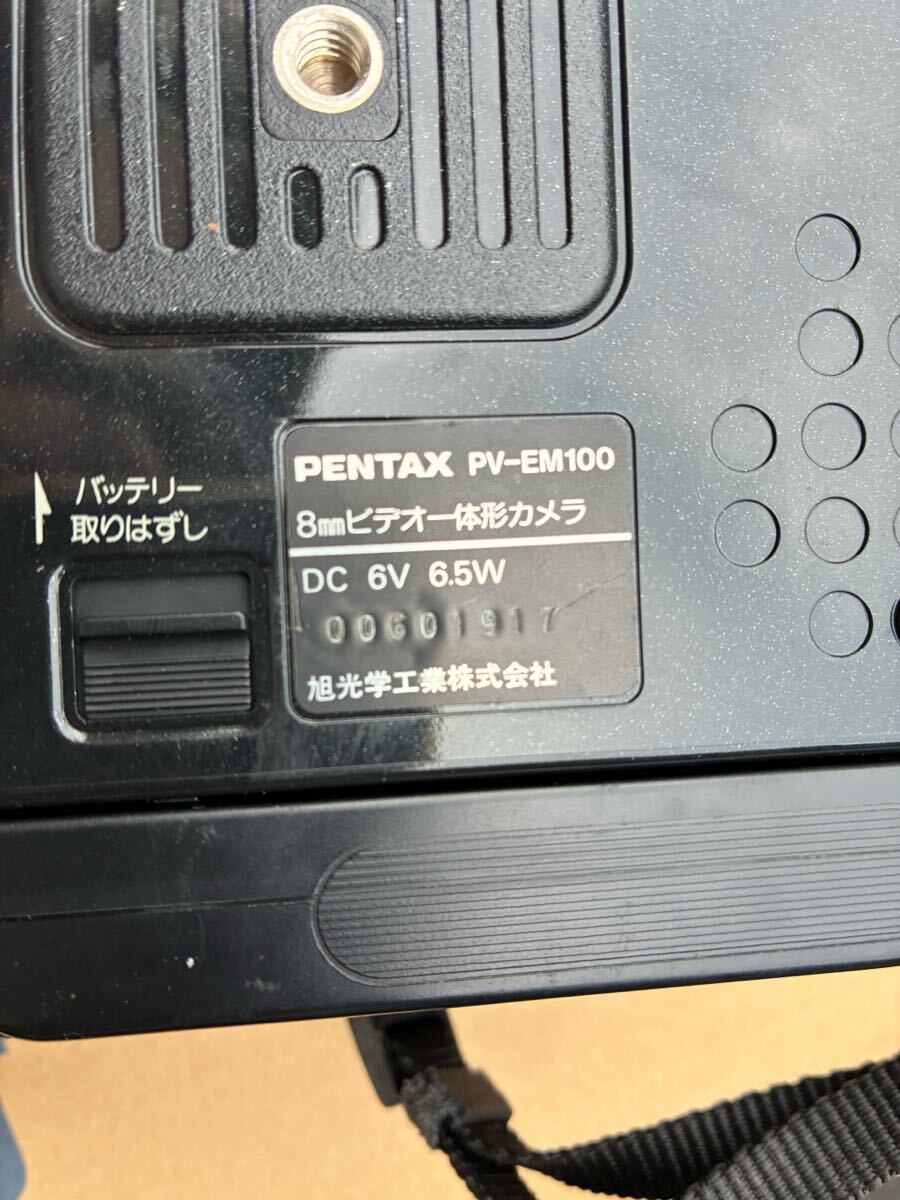 バッテリー
取りはずし
PENTAX PV-EM100
8mmビデオ一体形カメラ
DC 6V 6.5W
00601917
旭光学工業株式会社